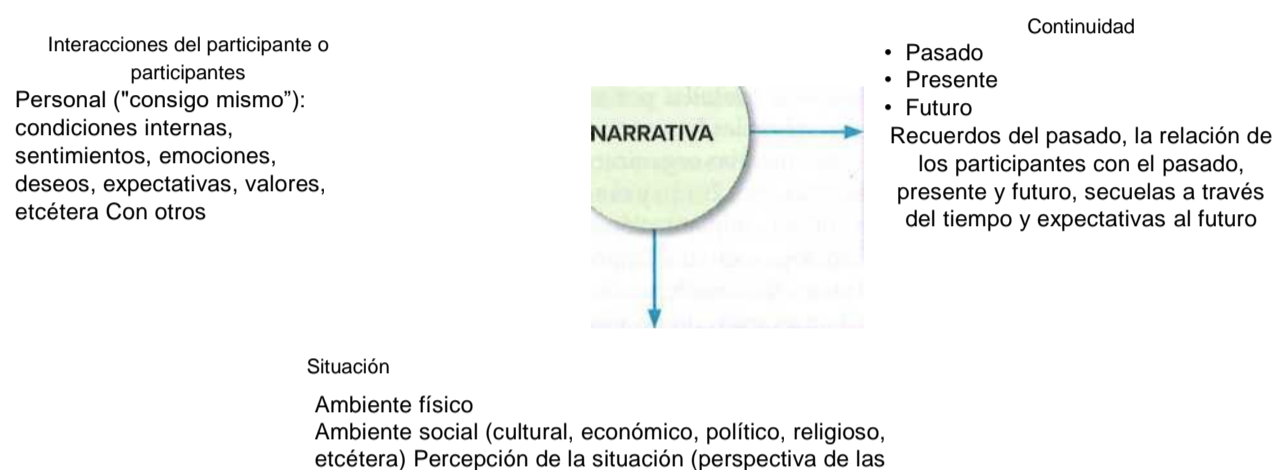 Interacciones del participante o
participantes
Personal ("consigo mismo”):
condiciones internas,
sentimientos, emociones,
deseos, expectativas, valores,
etcétera Con otros
NARRATIVA
Continuidad
• Pasado
• Presente
• Futuro
Recuerdos del pasado, la relación de
los participantes con el pasado,
presente y futuro, secuelas a través
del tiempo y expectativas al futuro
Situación
Ambiente físico
Ambiente social (cultural, económico, político, religioso,
etcétera) Percepción de la situación (perspectiva de las